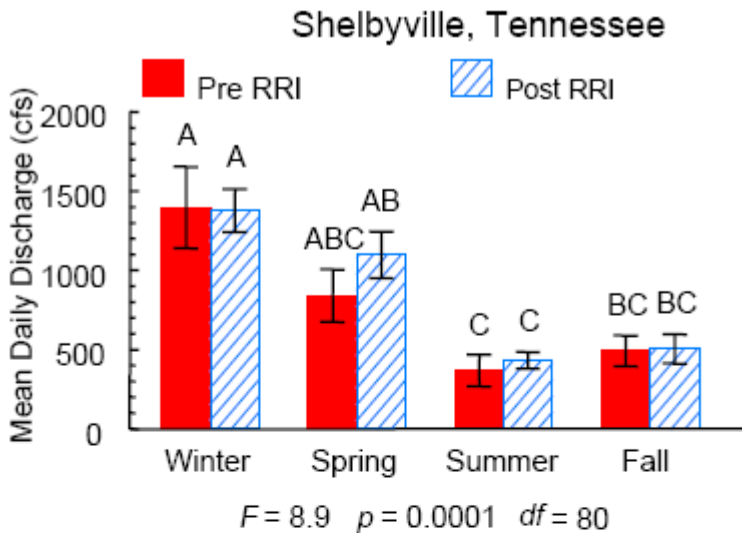 Shelbyville, Tennessee
Pre RRI Post RRI
Mean Daily Discharge (cfs)
2000
1500
1000
500
0
A A
ABC AB
C C
BC BC
Winter Spring Summer Fall
F = 8.9 p = 0.0001 df = 80